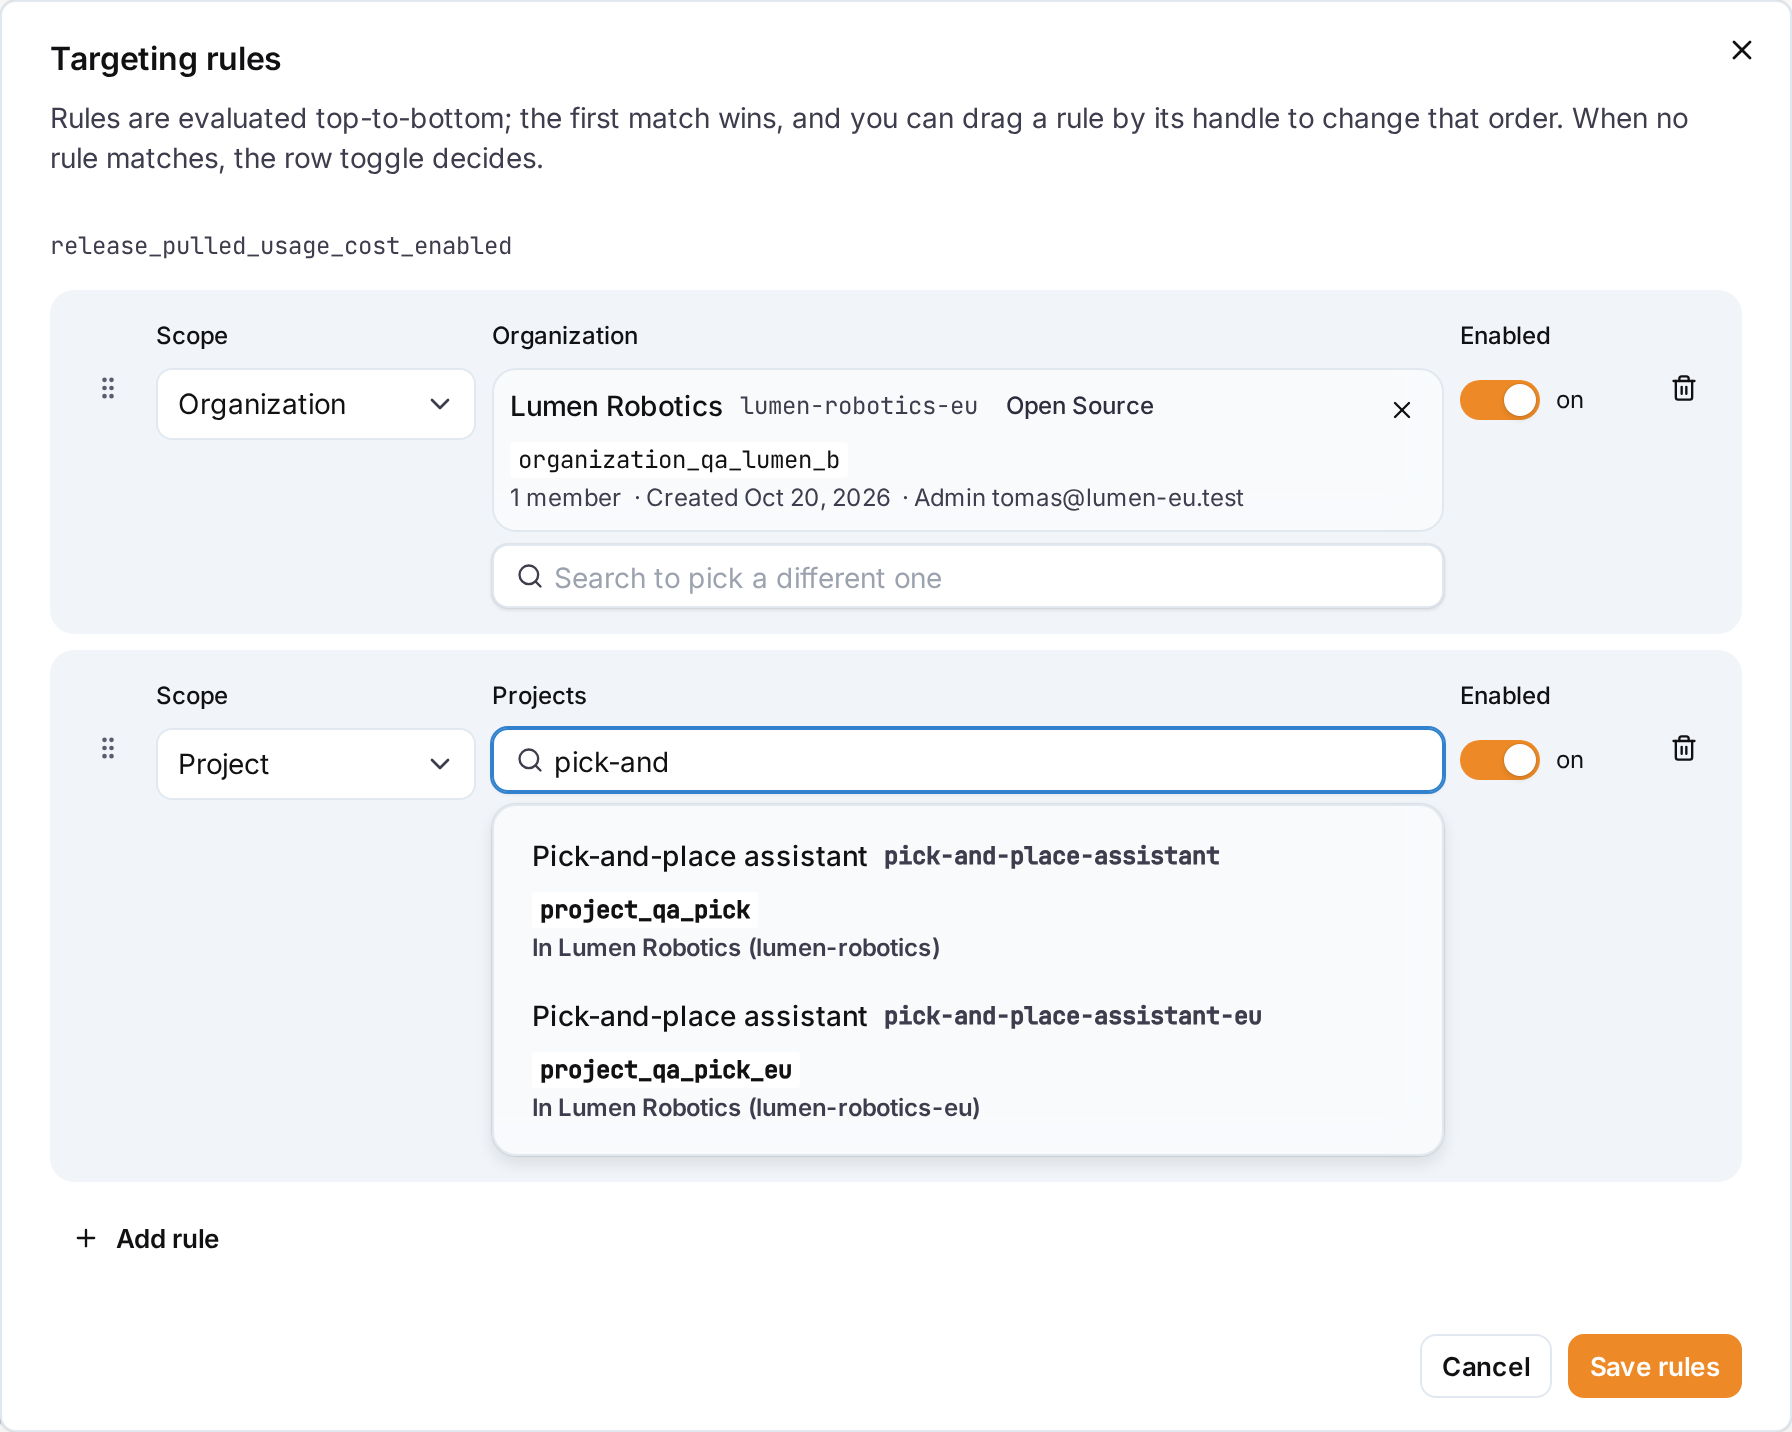 Targeting rules
Rules are evaluated top-to-bottom; the first match wins, and you can drag a rule by its handle to change that order. When no
rule matches, the row toggle decides.
release_pulled_usage_cost_enabled
Scope
Organization
Enabled
Organization
Lumen Robotics lumen-robotics-eu Open Source
on
organization_qa_lumen_b
1 member · Created Oct 20, 2026 · Admin tomas@lumen-eu.test
Search to pick a different one
Scope
Projects
Enabled
Project
pick-and
on
Pick-and-place assistant pick-and-place-assistant
project_qa_pick
In Lumen Robotics (lumen-robotics)
Pick-and-place assistant pick-and-place-assistant-eu
project_qa_pick_eu
In Lumen Robotics (lumen-robotics-eu)
+ Add rule
Cancel
Save rules